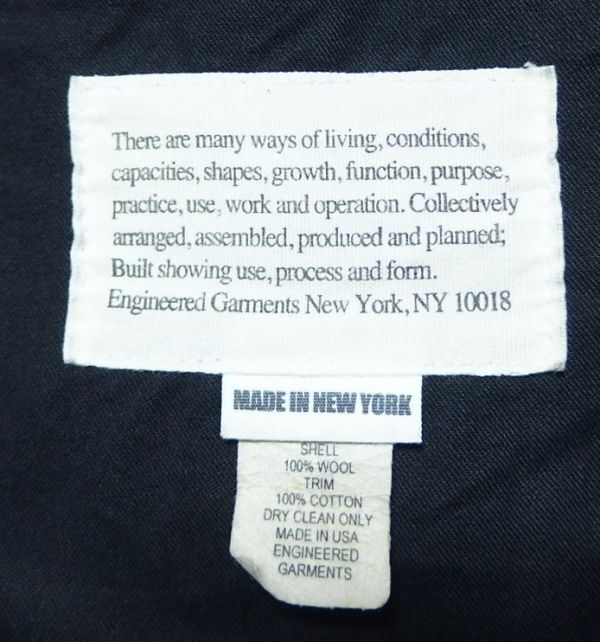 There are many ways of living, conditions,
capacities, shapes, growth, function, purpose,
practice, use, work and operation. Collectively
arranged, assembled, produced and planned;
Built showing use, process and form.
Engineered Garments New York, NY 10018
MADE IN NEW YORK
SHELL
100% WOOL
TRIM
100% COTTON
DRY CLEAN ONLY
MADE IN USA
ENGINEERED
GARMENTS